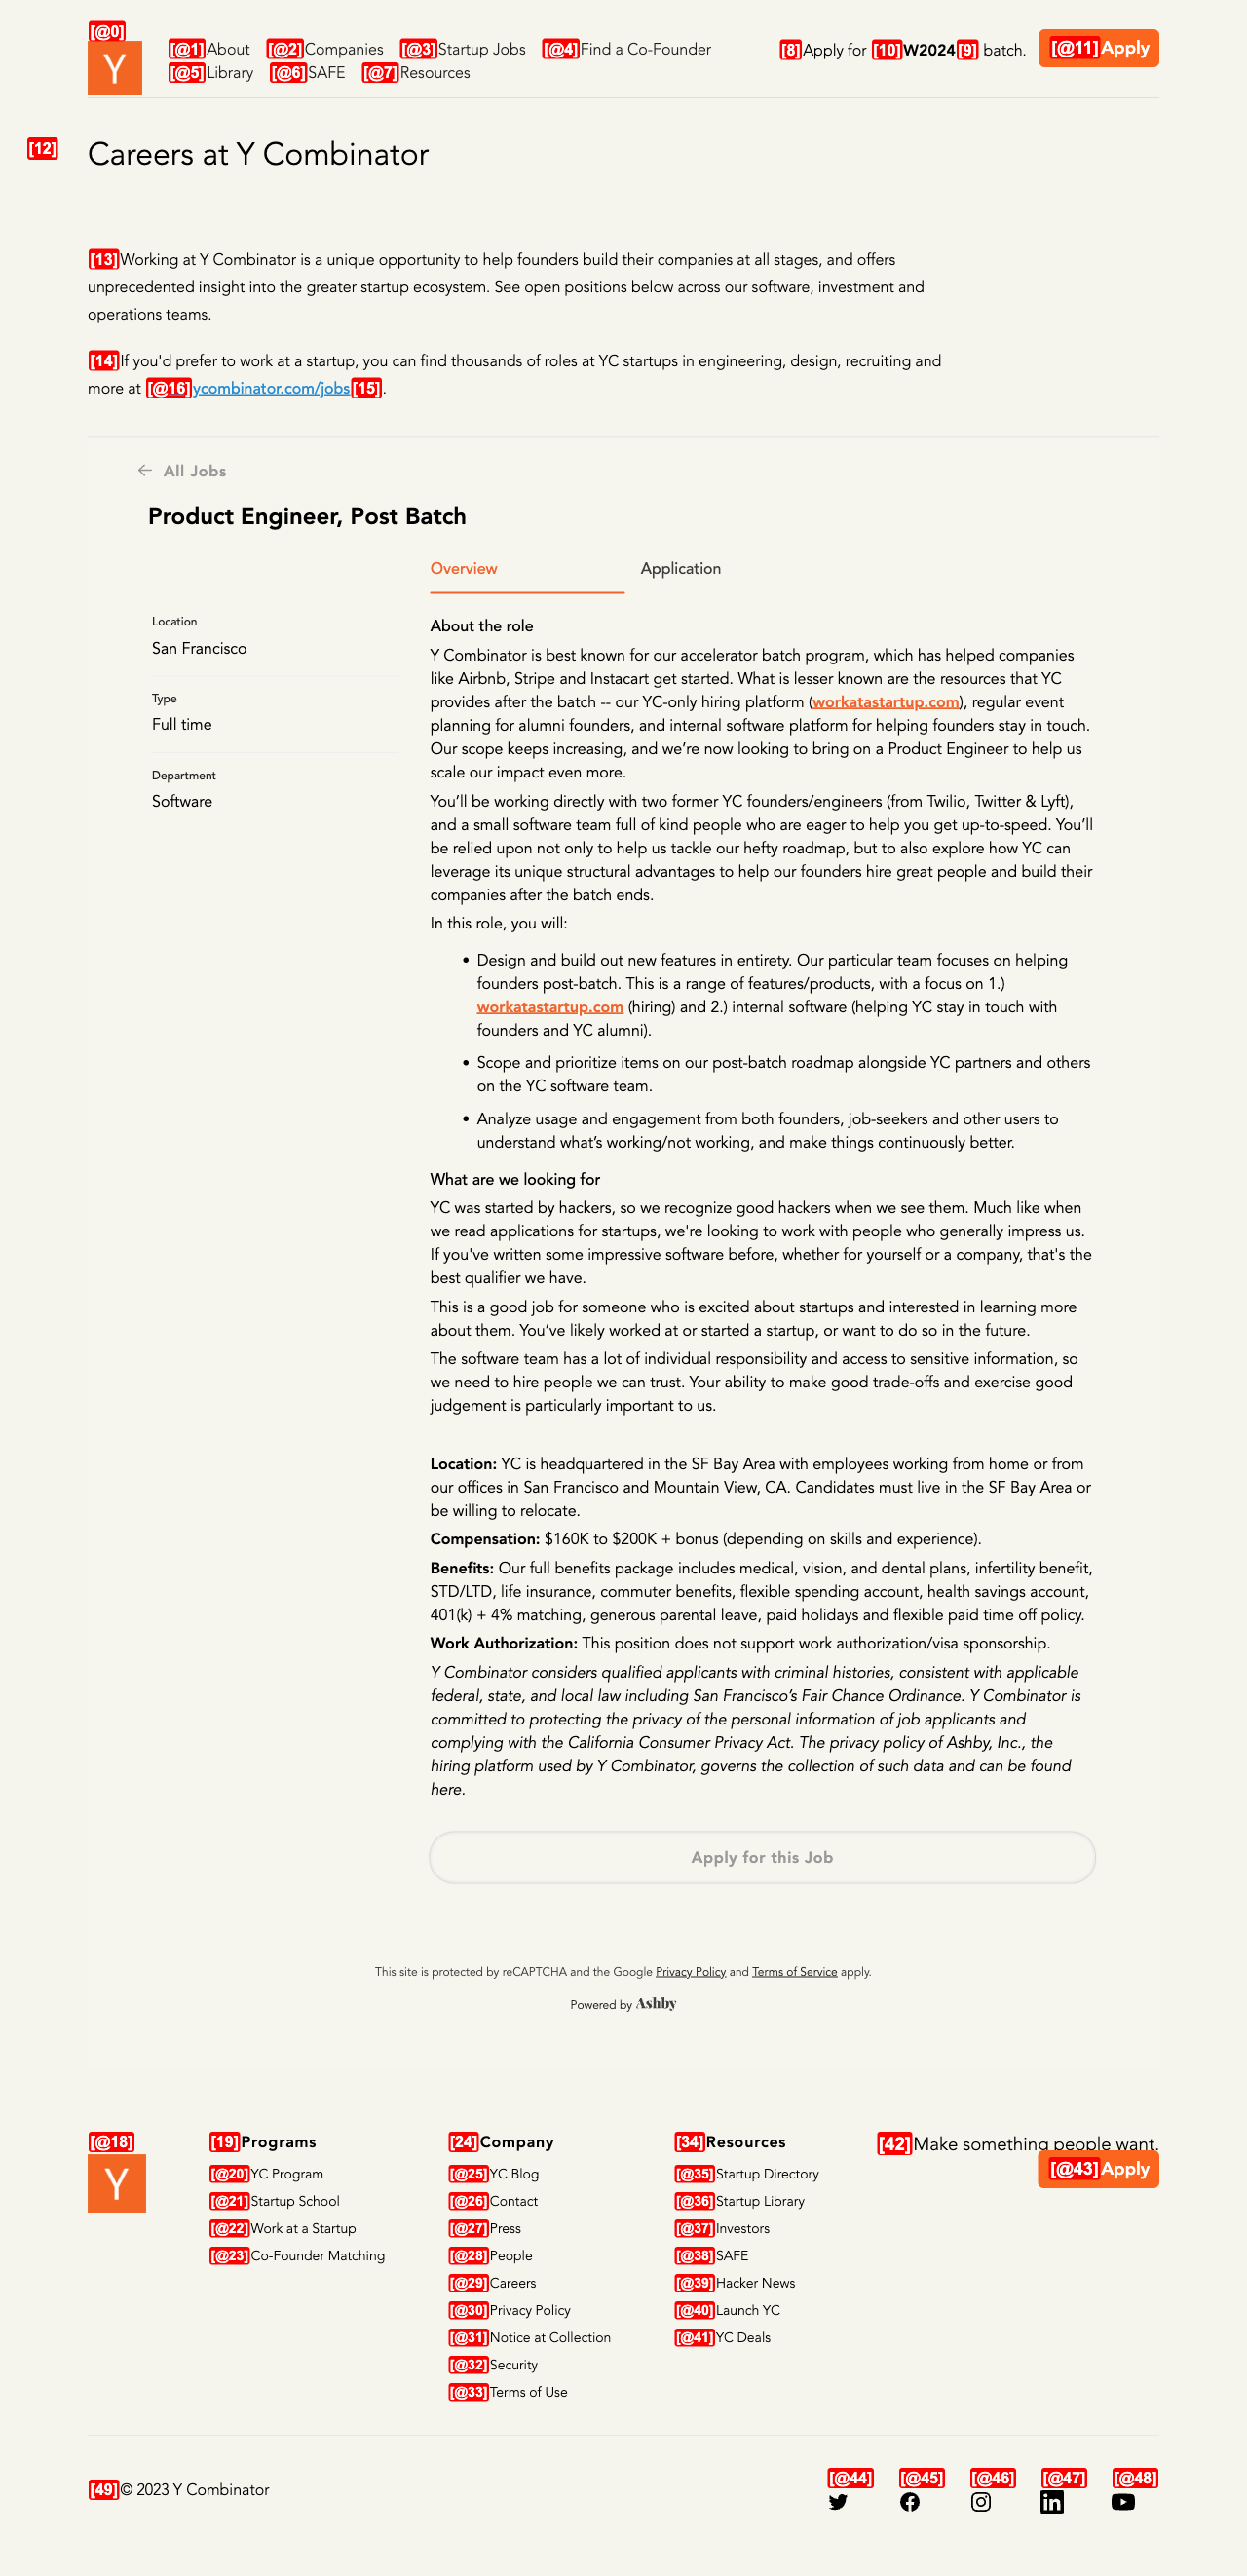 [@0]
Y
[@1]About [@2]Companies [@3]Startup Jobs [@4]Find a Co-Founder
[@5]Library [@6]SAFE [@7]Resources
[8]Apply for [10]W2024[9] batch.
[@11]Apply
[12]
Careers at Y Combinator
[13]Working at Y Combinator is a unique opportunity to help founders build their companies at all stages, and offers
unprecedented insight into the greater startup ecosystem. See open positions below across our software, investment and
operations teams.
[14]If you'd prefer to work at a startup, you can find thousands of roles at YC startups in engineering, design, recruiting and
more at [@16]ycombinator.com/jobs[15].
← All Jobs
Product Engineer, Post Batch
Overview Application
Location
San Francisco
Type
Full time
Department
Software
About the role
Y Combinator is best known for our accelerator batch program, which has helped companies
like Airbnb, Stripe and Instacart get started. What is lesser known are the resources that YC
provides after the batch -- our YC-only hiring platform (workatastartup.com), regular event
planning for alumni founders, and internal software platform for helping founders stay in touch.
Our scope keeps increasing, and we’re now looking to bring on a Product Engineer to help us
scale our impact even more.
You’ll be working directly with two former YC founders/engineers (from Twilio, Twitter & Lyft),
and a small software team full of kind people who are eager to help you get up-to-speed. You’ll
be relied upon not only to help us tackle our hefty roadmap, but to also explore how YC can
leverage its unique structural advantages to help our founders hire great people and build their
companies after the batch ends.
In this role, you will:
• Design and build out new features in entirety. Our particular team focuses on helping
founders post-batch. This is a range of features/products, with a focus on 1.)
workatastartup.com (hiring) and 2.) internal software (helping YC stay in touch with
founders and YC alumni).
• Scope and prioritize items on our post-batch roadmap alongside YC partners and others
on the YC software team.
• Analyze usage and engagement from both founders, job-seekers and other users to
understand what’s working/not working, and make things continuously better.
What are we looking for
YC was started by hackers, so we recognize good hackers when we see them. Much like when
we read applications for startups, we're looking to work with people who generally impress us.
If you've written some impressive software before, whether for yourself or a company, that's the
best qualifier we have.
This is a good job for someone who is excited about startups and interested in learning more
about them. You’ve likely worked at or started a startup, or want to do so in the future.
The software team has a lot of individual responsibility and access to sensitive information, so
we need to hire people we can trust. Your ability to make good trade-offs and exercise good
judgement is particularly important to us.
Location: YC is headquartered in the SF Bay Area with employees working from home or from
our offices in San Francisco and Mountain View, CA. Candidates must live in the SF Bay Area or
be willing to relocate.
Compensation: $160K to $200K + bonus (depending on skills and experience).
Benefits: Our full benefits package includes medical, vision, and dental plans, infertility benefit,
STD/LTD, life insurance, commuter benefits, flexible spending account, health savings account,
401(k) + 4% matching, generous parental leave, paid holidays and flexible paid time off policy.
Work Authorization: This position does not support work authorization/visa sponsorship.
Y Combinator considers qualified applicants with criminal histories, consistent with applicable
federal, state, and local law including San Francisco’s Fair Chance Ordinance. Y Combinator is
committed to protecting the privacy of the personal information of job applicants and
complying with the California Consumer Privacy Act. The privacy policy of Ashby, Inc., the
hiring platform used by Y Combinator, governs the collection of such data and can be found
here.
Apply for this Job
This site is protected by reCAPTCHA and the Google Privacy Policy and Terms of Service apply.
Powered by Ashby
[@18]
Y
[19]Programs
[@20]YC Program
[@21]Startup School
[@22]Work at a Startup
[@23]Co-Founder Matching
[24]Company
[@25]YC Blog
[@26]Contact
[@27]Press
[@28]People
[@29]Careers
[@30]Privacy Policy
[@31]Notice at Collection
[@32]Security
[@33]Terms of Use
[34]Resources
[@35]Startup Directory
[@36]Startup Library
[@37]Investors
[@38]SAFE
[@39]Hacker News
[@40]Launch YC
[@41]YC Deals
[42]Make something people want.
[@43]Apply
[49]© 2023 Y Combinator
[@44] [@45] [@46] [@47] [@48]